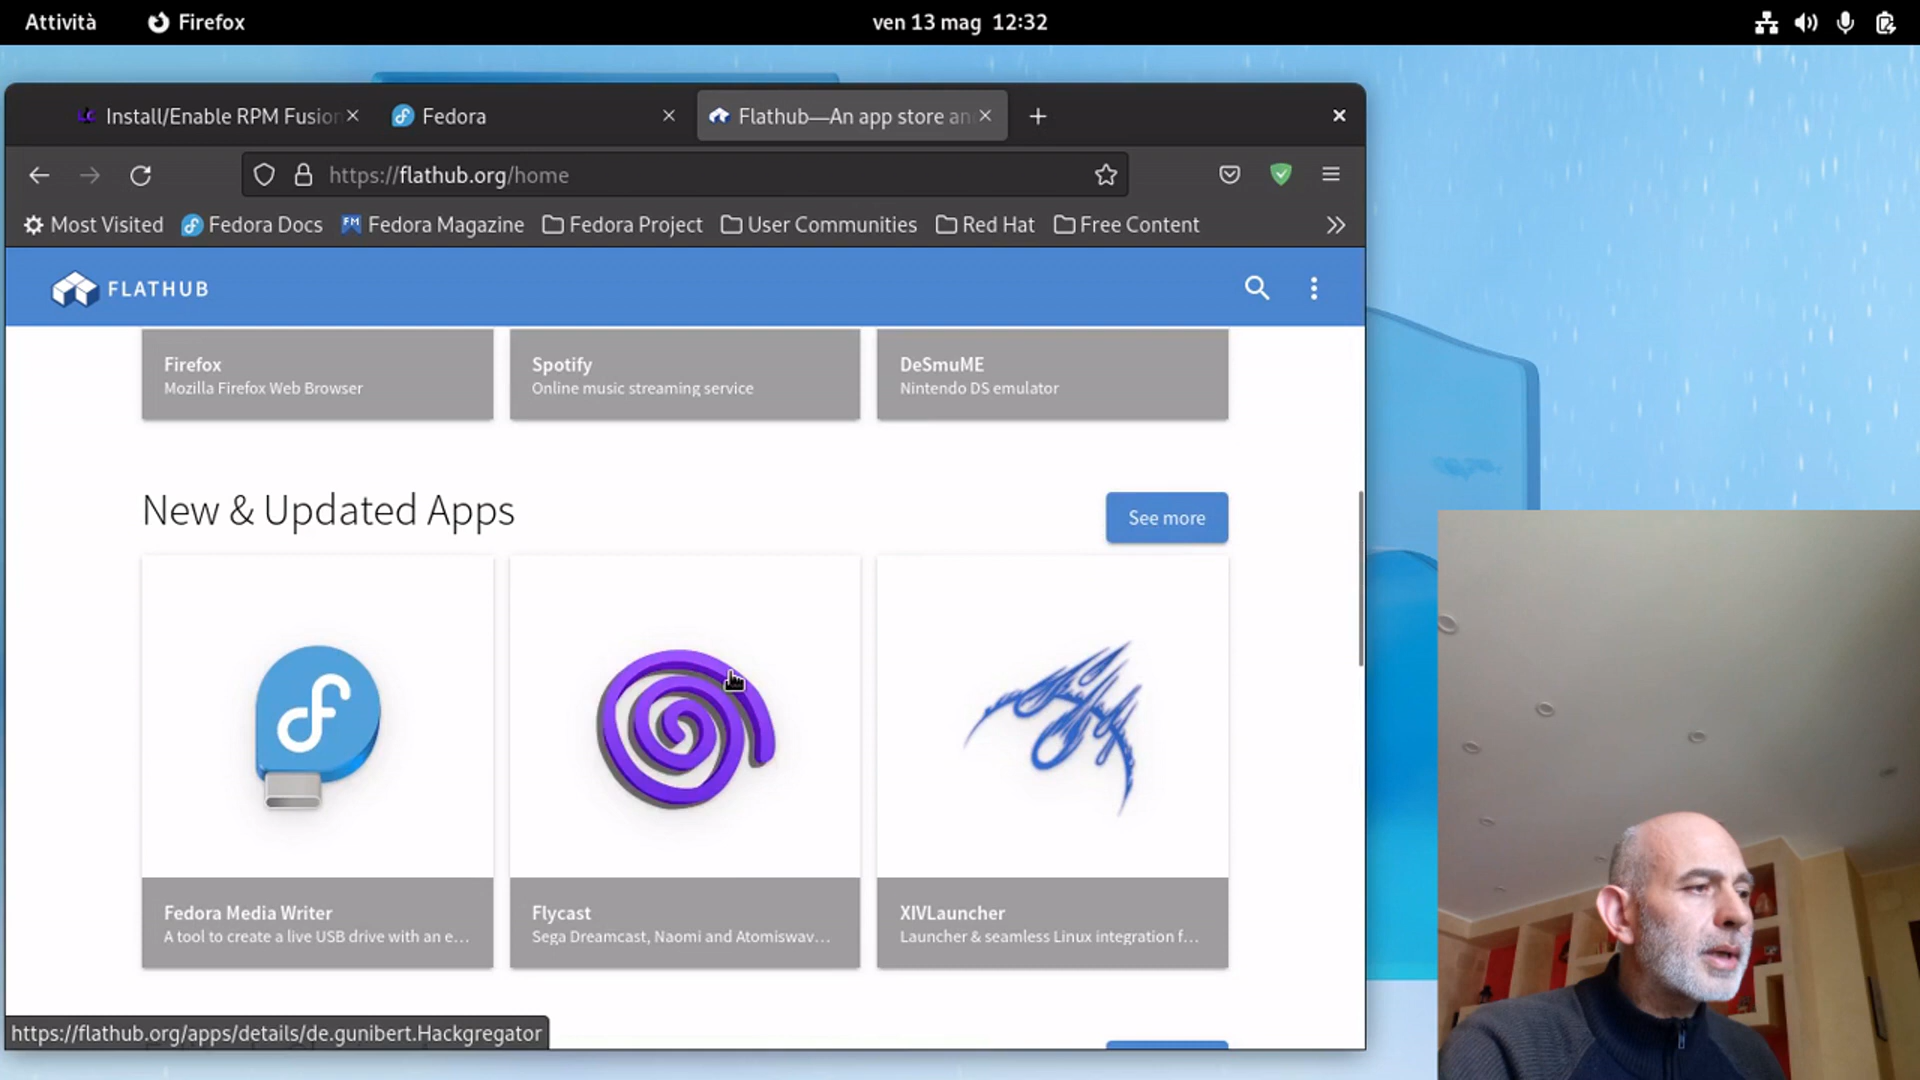 Attività Firefox ven 13 mag 12:32
Install/Enable RPM Fusion Fedora Flathub—An app store an
https://flathub.org/home
Most Visited Fedora Docs FM Fedora Magazine Fedora Project User Communities Red Hat Free Content
FLATHUB
Firefox
Mozilla Firefox Web Browser
Spotify
Online music streaming service
DeSmuME
Nintendo DS emulator
New & Updated Apps See more
Fedora Media Writer
A tool to create a live USB drive with an e...
Flycast
Sega Dreamcast, Naomi and Atomiswav...
XIVLauncher
Launcher & seamless Linux integration f...
https://flathub.org/apps/details/de.gunibert.Hackgregator